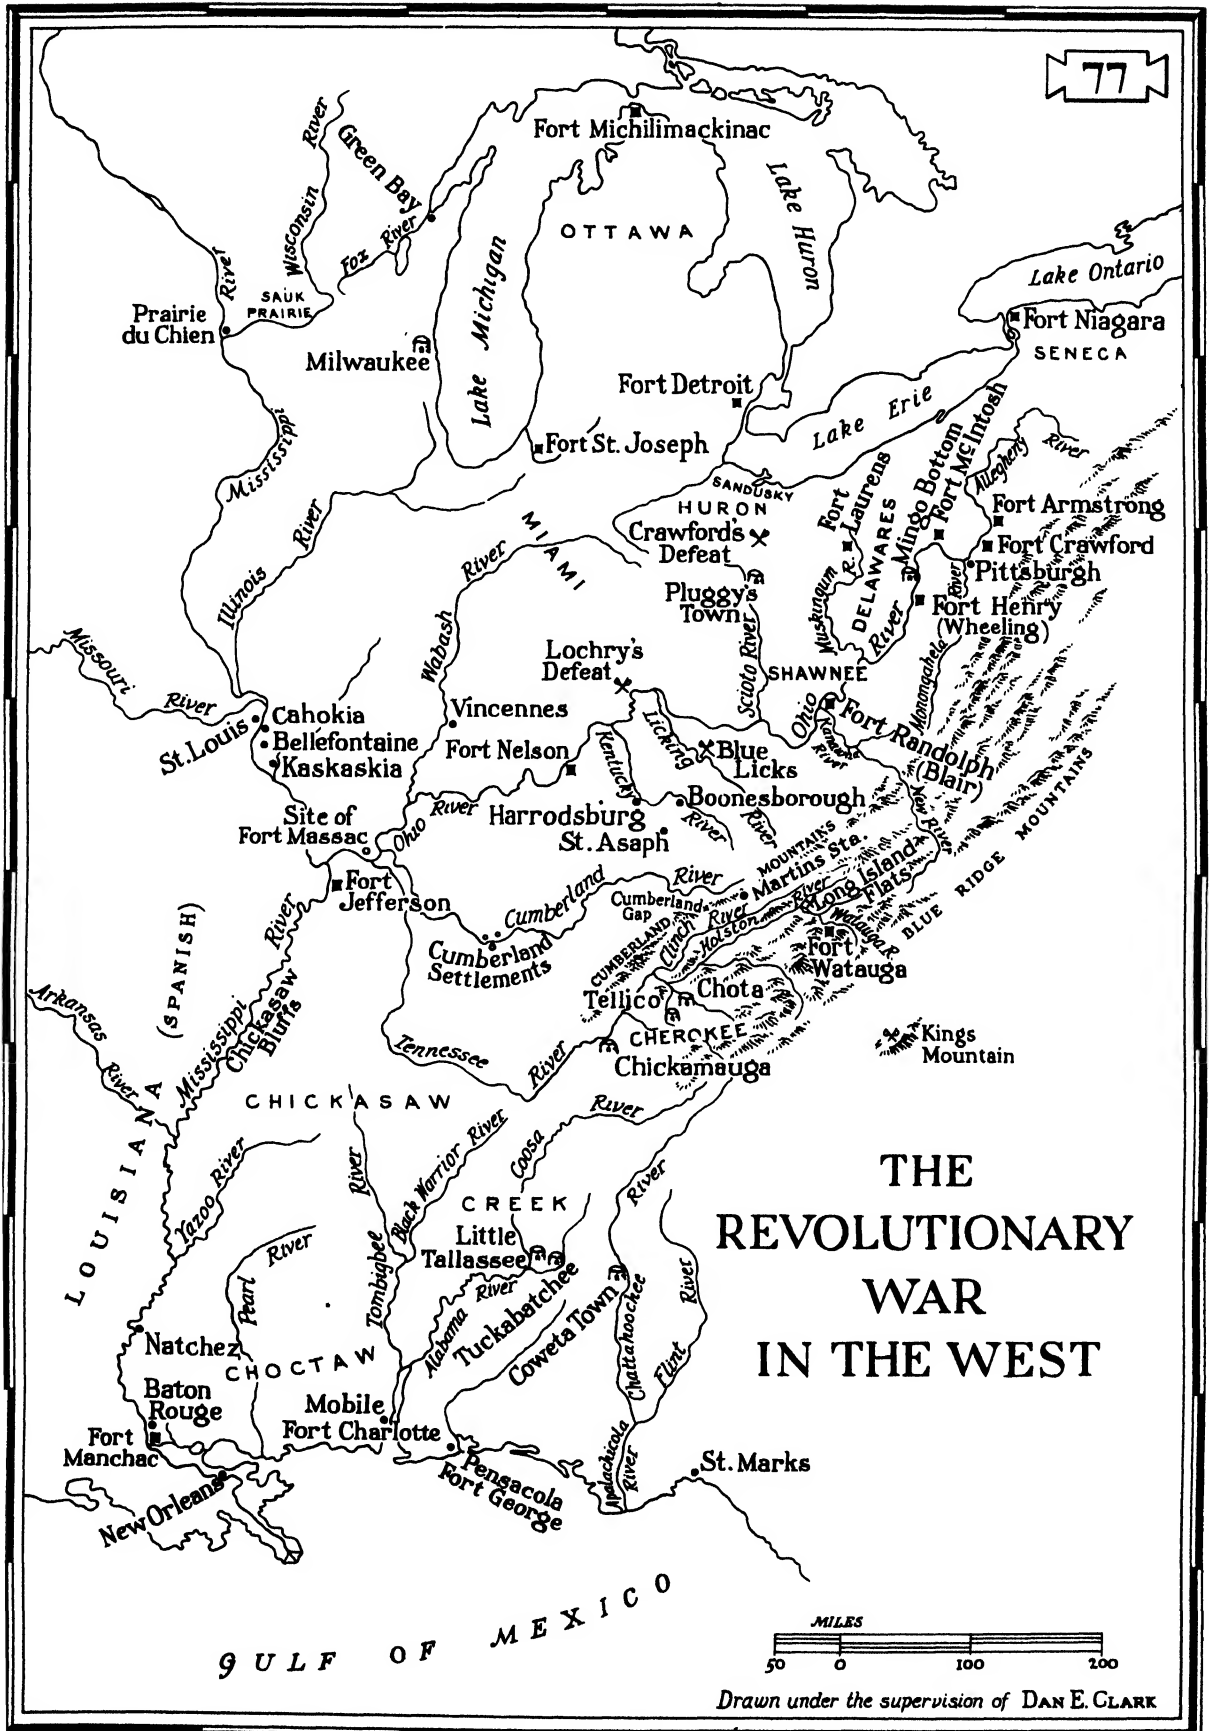 77
Fort Michilimackinac
Wisconsin River
Green Bay
Fox River
OTTAWA
Lake Huron
Lake Michigan
Lake Ontario
River
SAUK
PRAIRIE
Prairie
du Chien
Fort Niagara
SENECA
Milwaukee
Fort Detroit
Lake Erie
Mississippi
Fort St. Joseph
SANDUSKY
HURON
Fort
Laurens
DELAWARES
Mingo Bottom
Fort McIntosh
Allegheny River
Fort Armstrong
Crawford's
Defeat
Fort Crawford
Pittsburgh
MIAMI
Illinois River
Wabash River
Pluggy's
Town
Muskingum R.
River
River
Fort Henry
(Wheeling)
Monongahela
Missouri River
Lochry's
Defeat
Scioto River
SHAWNEE
Ohio
Kanawha
River
Fort Randolph
(Blair)
New River
St. Louis
Cahokia
Bellefontaine
Kaskaskia
Vincennes
Fort Nelson
Kentucky
Licking
Blue
Licks
Harrodsburg
Boonesborough
St. Asaph
River
River
Site of
Fort Massac
Ohio River
Fort
Jefferson
Cumberland River
Cumberland
Gap
CUMBERLAND MOUNTAINS
Martins Sta.
Clinch River
Holston River
Long Island
Flats
Watauga R.
BLUE RIDGE MOUNTAINS
Fort
Watauga
Cumberland
Settlements
(SPANISH)
River
Mississippi
Chickasaw
Bluffs
Arkansas River
Tellico
Chota
CHEROKEE
Chickamauga
Kings
Mountain
Tennessee River
LOUISIANA
CHICKASAW
Yazoo River
River
Tombigbee
Black Warrior River
Coosa River
CREEK
Little
Tallassee
River
Alabama River
Tuckabatchee
Coweta Town
Chattahoochee
Flint River
Pearl River
Natchez
CHOCTAW
Baton
Rouge
Fort
Manchac
New Orleans
Mobile
Fort Charlotte
Pensacola
Fort George
Apalachicola
River
St. Marks
THE
REVOLUTIONARY
WAR
IN THE WEST
GULF OF MEXICO
MILES
50 0 100 200
Drawn under the supervision of DAN E. CLARK